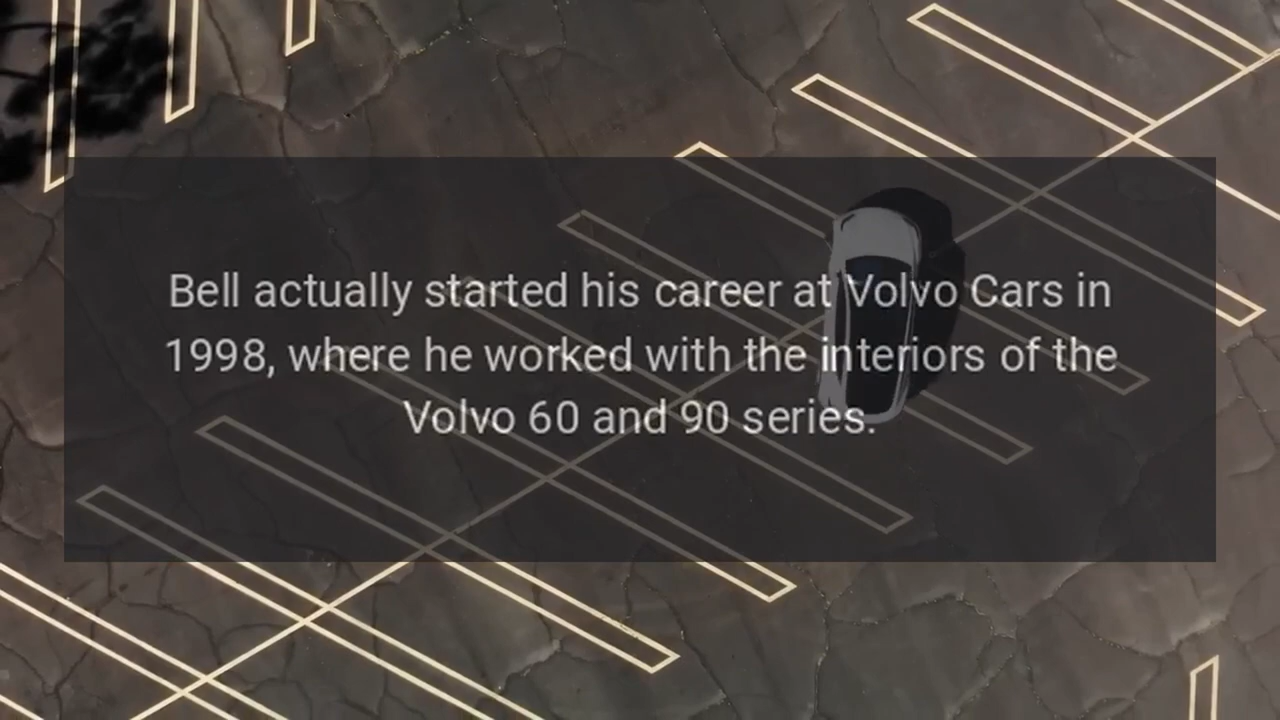 Bell actually started his career at Volvo Cars in
1998, where he worked with the interiors of the
Volvo 60 and 90 series.